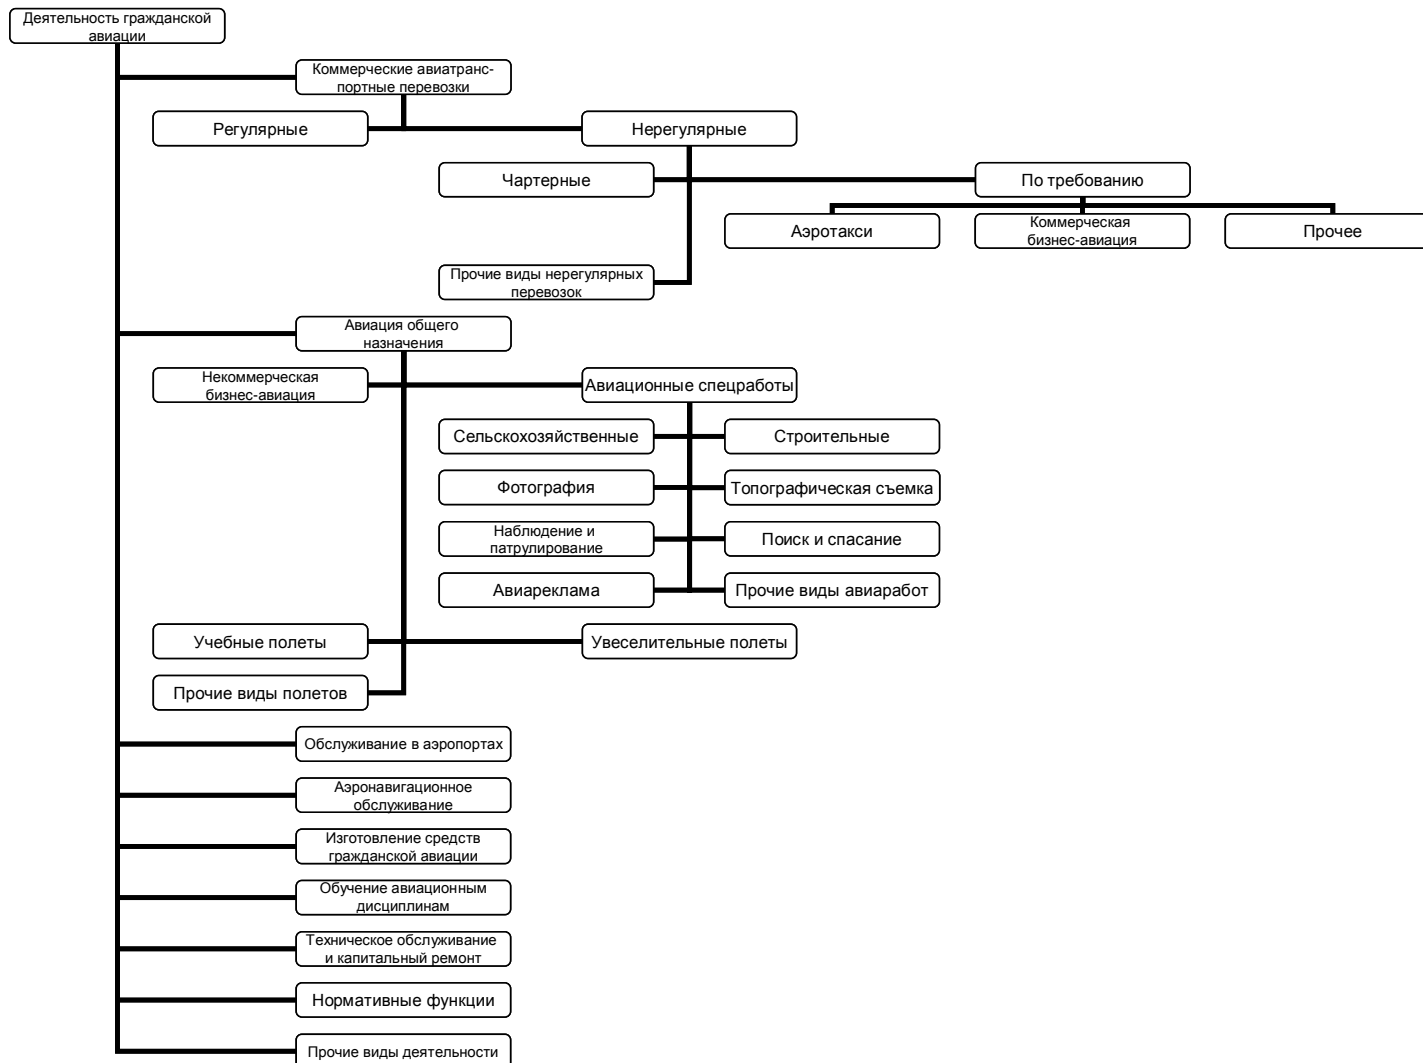 Деятельность гражданской
авиации
Коммерческие авиатранс-
портные перевозки
Регулярные
Нерегулярные
Чартерные
По требованию
Аэротакси
Коммерческая
бизнес-авиация
Прочее
Прочие виды нерегулярных
перевозок
Авиация общего
назначения
Некоммерческая
бизнес-авиация
Авиационные спецработы
Сельскохозяйственные
Строительные
Фотография
Топографическая съемка
Наблюдение и
патрулирование
Поиск и спасание
Авиареклама
Прочие виды авиаработ
Учебные полеты
Увеселительные полеты
Прочие виды полетов
Обслуживание в аэропортах
Аэронавигационное
обслуживание
Изготовление средств
гражданской авиации
Обучение авиационным
дисциплинам
Техническое обслуживание
и капитальный ремонт
Нормативные функции
Прочие виды деятельности